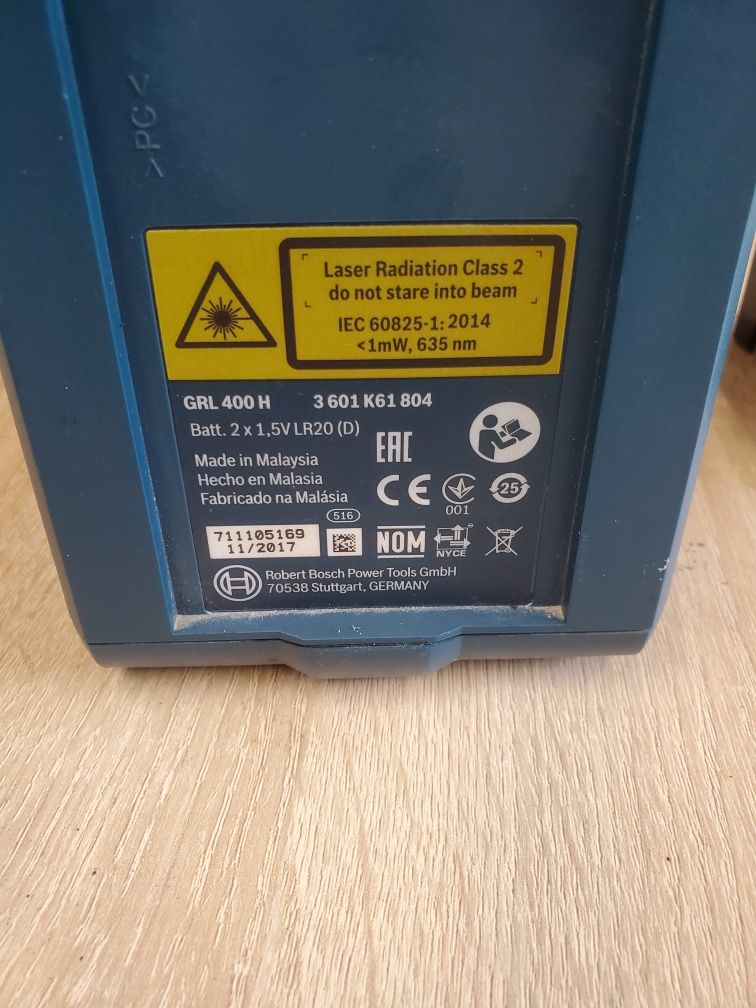 >PC<
Laser Radiation Class 2
do not stare into beam
IEC 60825-1: 2014
<1mW, 635 nm
GRL 400 H 3 601 K61 804
Batt. 2 x 1,5V LR20 (D)
EAC
Made in Malaysia
Hecho en Malasia
Fabricado na Malásia
CE 001 25
516
711105169
11/2017
NOM NYCE
Robert Bosch Power Tools GmbH
70538 Stuttgart, GERMANY